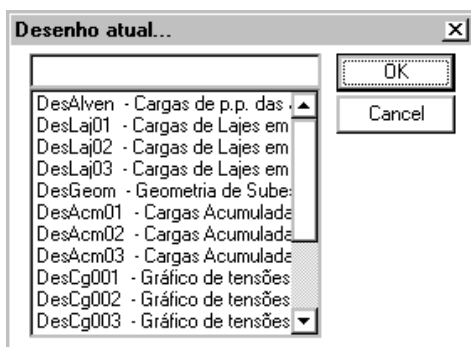 Desenho atual...
OK
Cancel
DesAlven - Cargas de p.p. das
DesLaj01 - Cargas de Lajes em
DesLaj02 - Cargas de Lajes em
DesLaj03 - Cargas de Lajes em
DesGeom - Geometria de Sube
DesAcm01 - Cargas Acumulada
DesAcm02 - Cargas Acumulada
DesAcm03 - Cargas Acumulada
DesCg001 - Gráfico de tensões
DesCg002 - Gráfico de tensões
DesCg003 - Gráfico de tensões